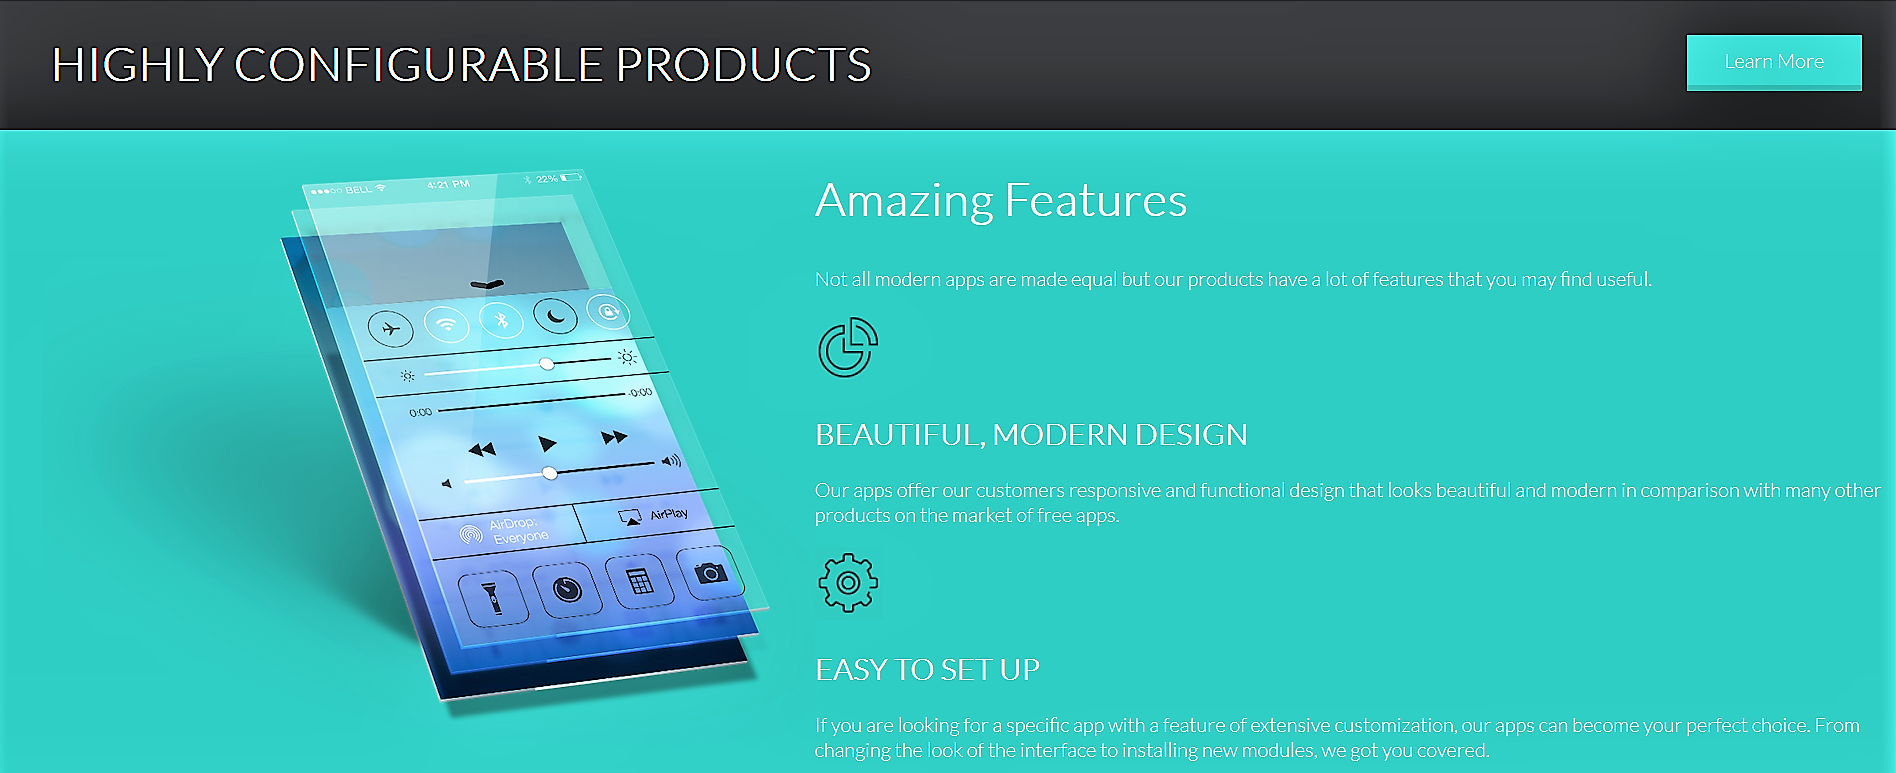 HIGHLY CONFIGURABLE PRODUCTS
Learn More
BELL 4:21 PM 22%
0:00 -0:00
AirDrop:
Everyone
AirPlay
Amazing Features
Not all modern apps are made equal but our products have a lot of features that you may find useful.
BEAUTIFUL, MODERN DESIGN
Our apps offer our customers responsive and functional design that looks beautiful and modern in comparison with many other
products on the market of free apps.
EASY TO SET UP
If you are looking for a specific app with a feature of extensive customization, our apps can become your perfect choice. From
changing the look of the interface to installing new modules, we got you covered.